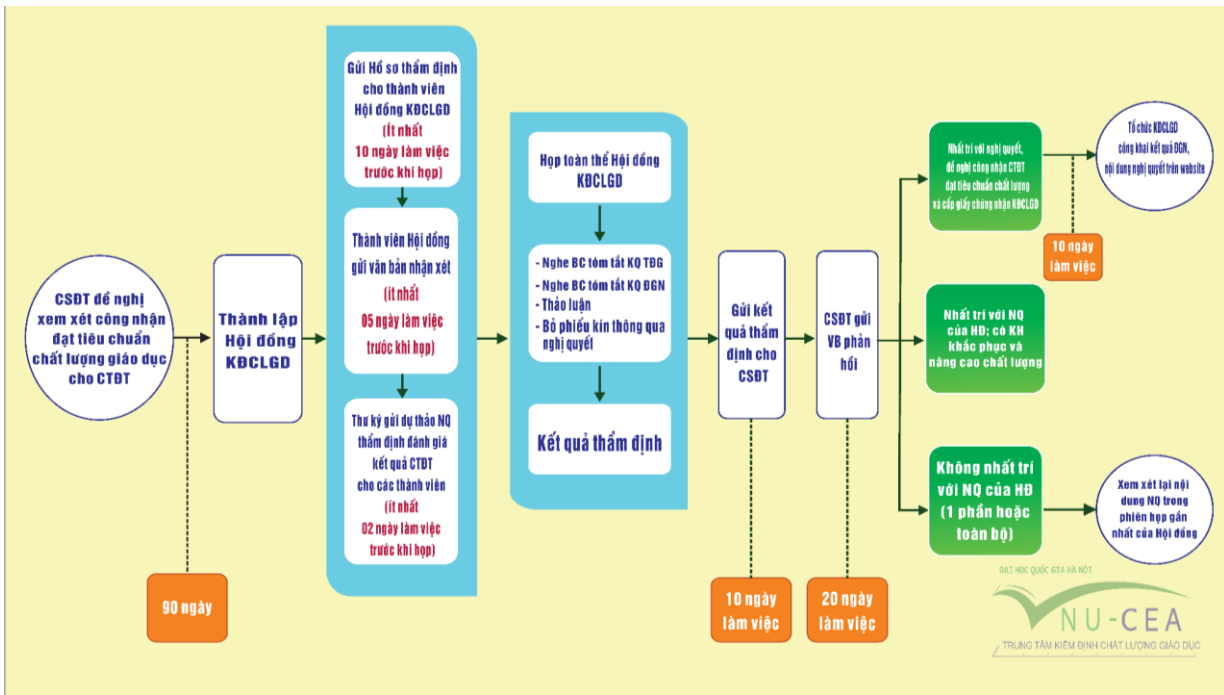 CSĐT đề nghị
xem xét công nhận
đạt tiêu chuẩn
chất lượng giáo dục
cho CTĐT
90 ngày
Thành lập
Hội đồng
KĐCLGD
Gửi Hồ sơ thẩm định
cho thành viên
Hội đồng KĐCLGD
(Ít nhất
10 ngày làm việc
trước khi họp)
Thành viên Hội đồng
gửi văn bản nhận xét
(ít nhất
05 ngày làm việc
trước khi họp)
Thư ký gửi dự thảo NQ
thẩm định đánh giá
kết quả CTĐT
cho các thành viên
(ít nhất
02 ngày làm việc
trước khi họp)
Họp toàn thể Hội đồng
KĐCLGD
- Nghe BC tóm tắt KQ TĐG
- Nghe BC tóm tắt KQ ĐGN
- Thảo luận
- Bỏ phiếu kín thông qua
nghị quyết
Kết quả thẩm định
Gửi kết
quả thẩm
định cho
CSĐT
10 ngày
làm việc
CSĐT gửi
VB phản
hồi
20 ngày
làm việc
Nhất trí với nghị quyết,
đề nghị công nhận CTĐT
đạt tiêu chuẩn chất lượng
và cấp giấy chứng nhận KĐCLGD
10 ngày
làm việc
Tổ chức KĐCLGD
công khai kết quả ĐGN,
nội dung nghị quyết trên website
Nhất trí với NQ
của HĐ; có KH
khắc phục và
nâng cao chất lượng
Không nhất trí
với NQ của HĐ
(1 phần hoặc
toàn bộ)
Xem xét lại nội
dung NQ trong
phiên họp gần
nhất của Hội đồng
ĐẠI HỌC QUỐC GIA HÀ NỘI
NU-CEA
TRUNG TÂM KIỂM ĐỊNH CHẤT LƯỢNG GIÁO DỤC